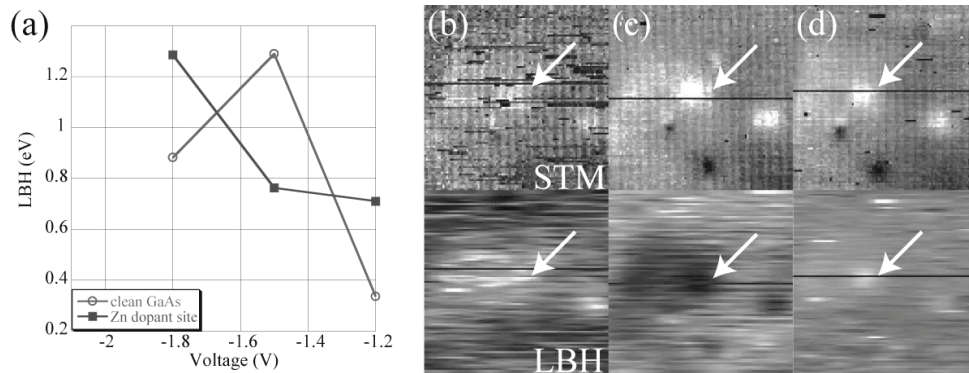 (a)
LBH (eV)
1.2
1
0.8
0.6
0.4
0.2
clean GaAs
Zn dopant site
-2
-1.8
-1.6
-1.4
-1.2
Voltage (V)
(b)
(c)
(d)
STM
LBH